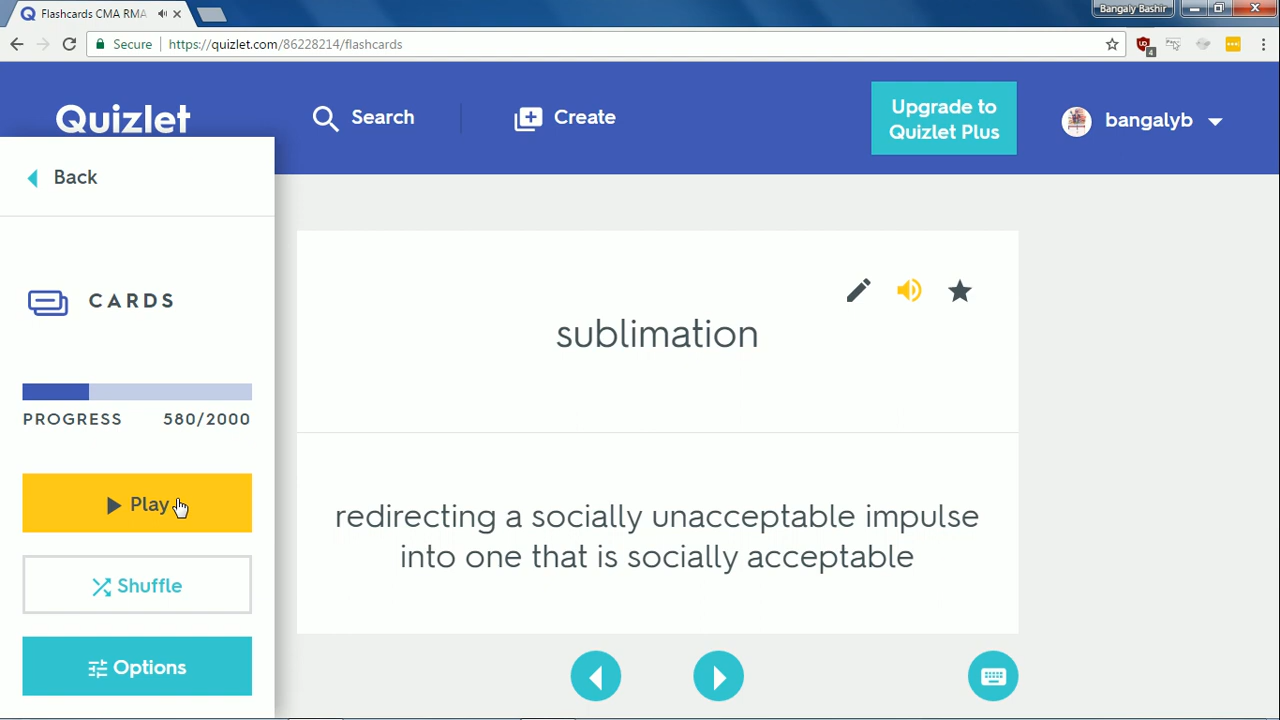 Flashcards CMA RMA
Bangaly Bashir
Secure
https://quizlet.com/86228214/flashcards
4
Quizlet
Search
Create
Upgrade to
Quizlet Plus
bangalyb
Back
CARDS
PROGRESS 580/2000
Play
Shuffle
Options
sublimation
redirecting a socially unacceptable impulse
into one that is socially acceptable